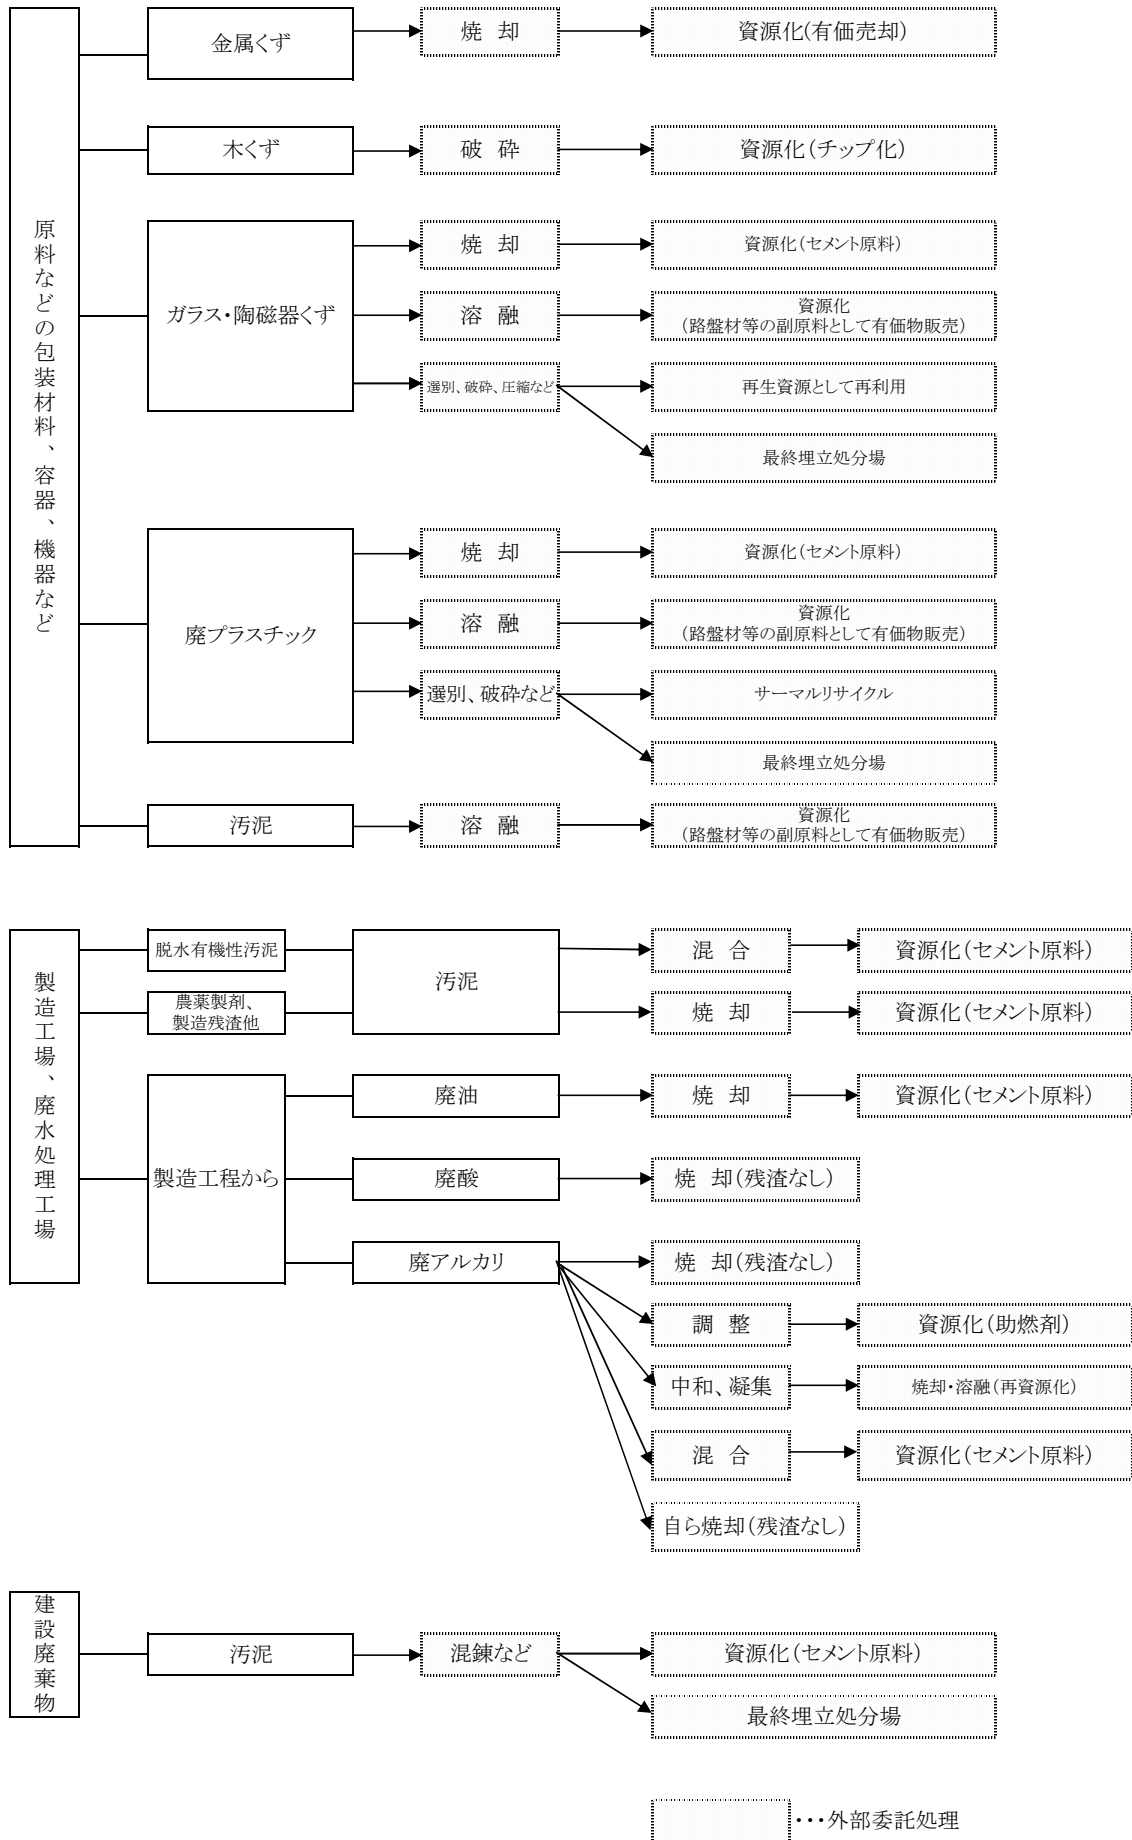 原料などの包装材料、容器、機器など
金属くず
焼 却
資源化(有価売却)
木くず
破 砕
資源化(チップ化)
ガラス・陶磁器くず
焼 却
資源化(セメント原料)
溶 融
資源化
(路盤材等の副原料として有価物販売)
選別、破砕、圧縮など
再生資源として再利用
最終埋立処分場
廃プラスチック
焼 却
資源化(セメント原料)
溶 融
資源化
(路盤材等の副原料として有価物販売)
選別、破砕など
サーマルリサイクル
最終埋立処分場
汚泥
溶 融
資源化
(路盤材等の副原料として有価物販売)
製造工場、廃水処理工場
脱水有機性汚泥
農薬製剤、
製造残渣他
汚泥
混 合
資源化(セメント原料)
焼 却
資源化(セメント原料)
製造工程から
廃油
焼 却
資源化(セメント原料)
廃酸
焼 却(残渣なし)
廃アルカリ
焼 却(残渣なし)
調 整
資源化(助燃剤)
中和、凝集
焼却・溶融(再資源化)
混 合
資源化(セメント原料)
自ら焼却(残渣なし)
建設廃棄物
汚泥
混錬など
資源化(セメント原料)
最終埋立処分場
・・・外部委託処理